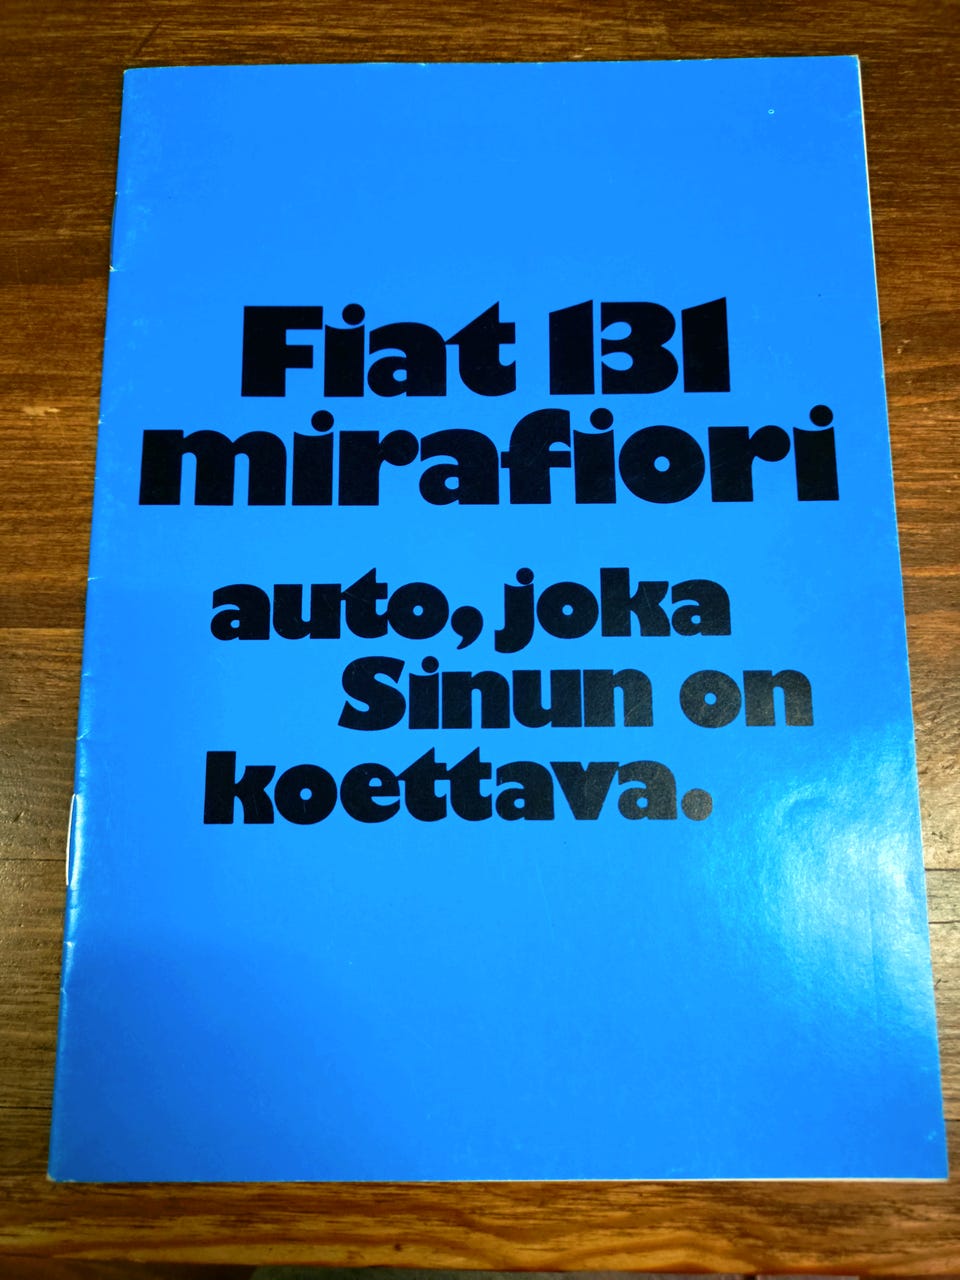 Fiat 131
mirafiori
auto, joka
Sinun on
koettava.